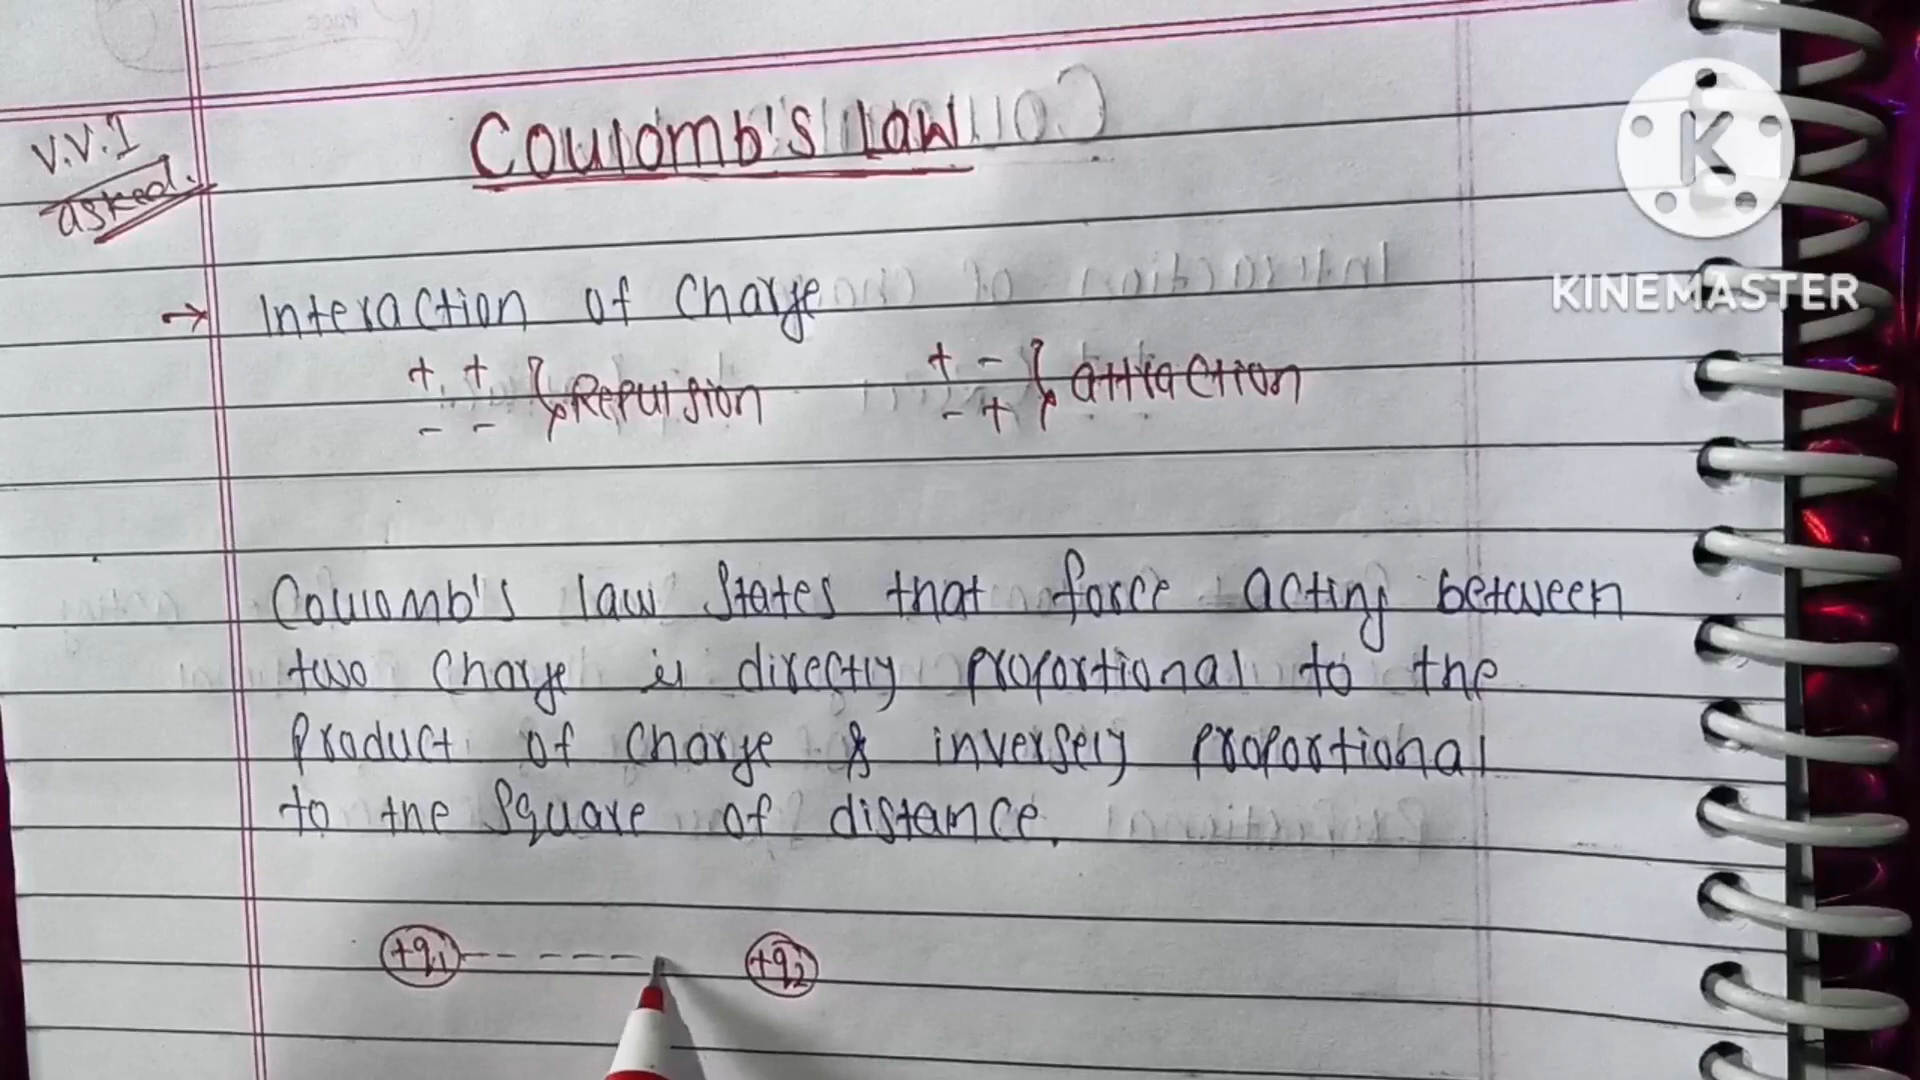 V.V.I
asked.
Coulomb's law
→ Interaction of Charge
+ + } Repulsion + - } attraction
- - - +
Coulomb's law states that force acting between
two charge is directly proportional to the
Product of charge & inversely proportional
to the square of distance.
+q1 +q2
K
KINEMASTER